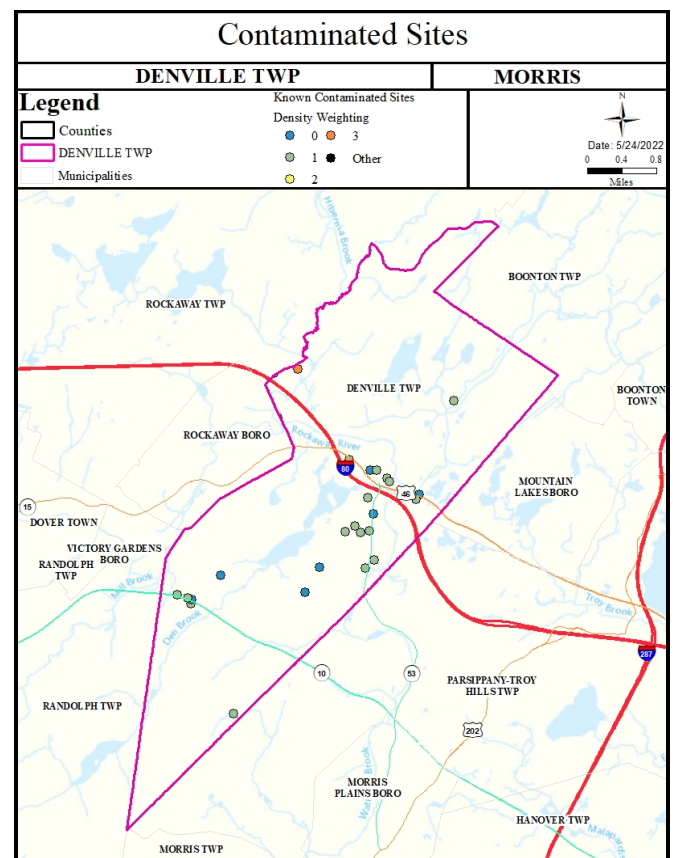 Contaminated Sites
DENVILLE TWP
MORRIS
Legend
Counties
DENVILLE TWP
Municipalities
Known Contaminated Sites
Density Weighting
0 3
1 Other
2
N
Date: 5/24/2022
0 0.4 0.8
Miles
Hibernia Brook
BOONTON TWP
ROCKAWAY TWP
DENVILLE TWP
BOONTON
TOWN
ROCKAWAY BORO
Rockaway River
80
46
MOUNTAIN
LAKES BORO
15
DOVER TOWN
VICTORY GARDENS
BORO
RANDOLPH
TWP
Mill Brook
Den Brook
Troy Brook
287
10
53
PARSIPPANY-TROY
HILLS TWP
RANDOLPH TWP
202
Brook
MORRIS
PLAINS BORO
HANOVER TWP
MORRIS TWP